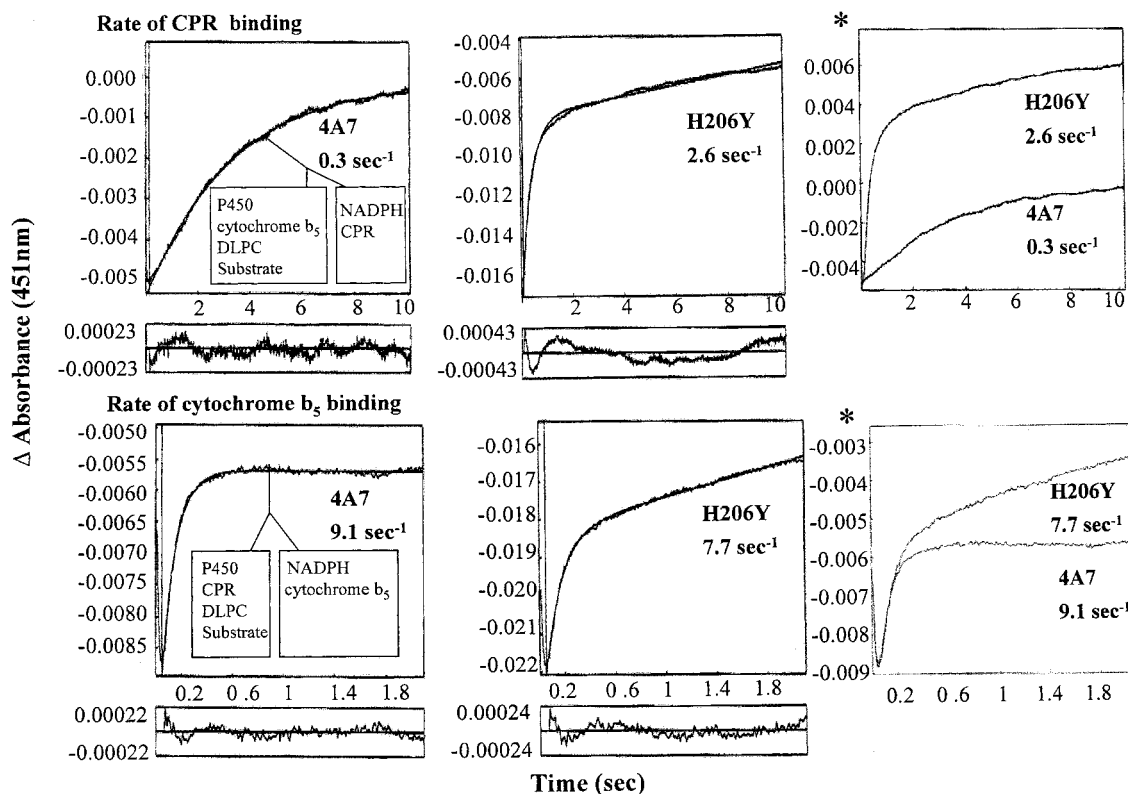 Rate of CPR binding
*
Δ Absorbance (451nm)
0.000
-0.001
-0.002
-0.003
-0.004
-0.005
4A7
0.3 sec⁻¹
P450
cytochrome b₅
DLPC
Substrate
NADPH
CPR
2 4 6 8 10
0.00023
-0.00023
-0.004
-0.006
-0.008
-0.010
-0.012
-0.014
-0.016
H206Y
2.6 sec⁻¹
2 4 6 8 10
0.00043
-0.00043
0.006
0.004
0.002
0.000
-0.002
-0.004
H206Y
2.6 sec⁻¹
4A7
0.3 sec⁻¹
2 4 6 8 10
Rate of cytochrome b₅ binding
*
-0.0050
-0.0055
-0.0060
-0.0065
-0.0070
-0.0075
-0.0080
-0.0085
4A7
9.1 sec⁻¹
P450
CPR
DLPC
Substrate
NADPH
cytochrome b₅
0.2 0.6 1 1.4 1.8
0.00022
-0.00022
-0.016
-0.017
-0.018
-0.019
-0.020
-0.021
-0.022
H206Y
7.7 sec⁻¹
0.2 0.6 1 1.4 1.8
0.00024
-0.00024
-0.003
-0.004
-0.005
-0.006
-0.007
-0.008
-0.009
H206Y
7.7 sec⁻¹
4A7
9.1 sec⁻¹
0.2 0.6 1 1.4 1.8
Time (sec)